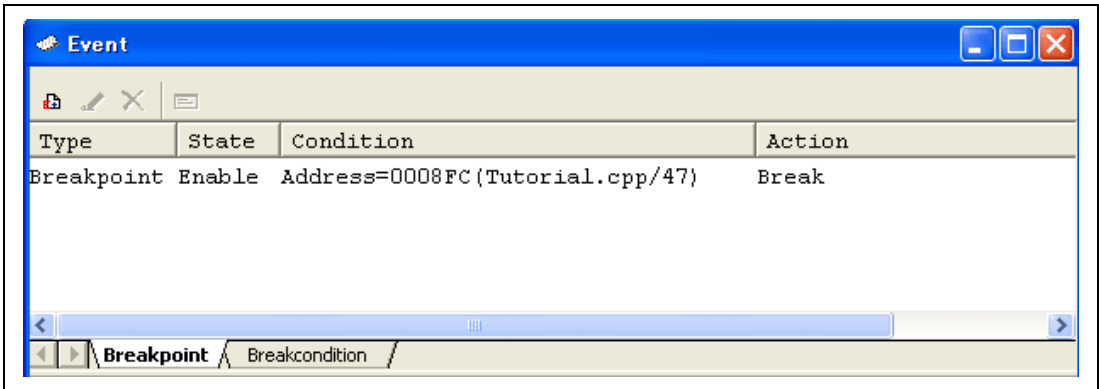 Event
Type State Condition Action
Breakpoint Enable Address=0008FC(Tutorial.cpp/47) Break
Breakpoint Breakcondition